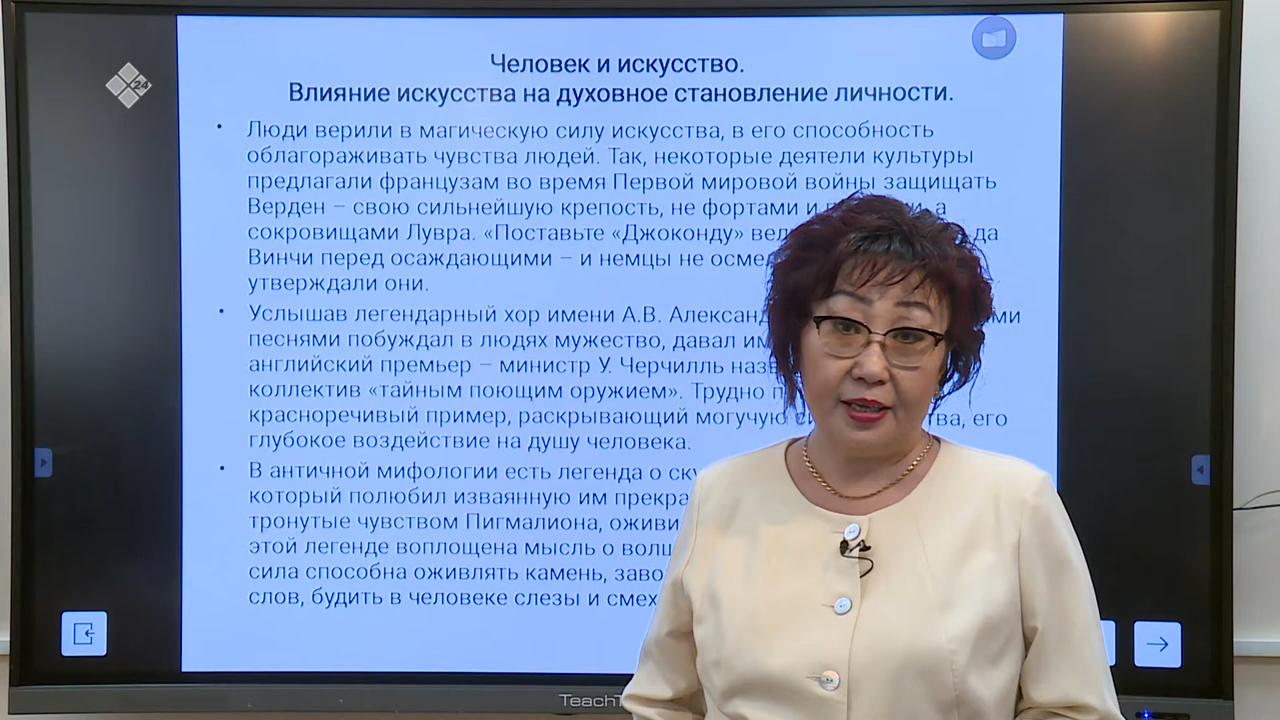 24
Человек и искусство.
Влияние искусства на духовное становление личности.
• Люди верили в магическую силу искусства, в его способность
облагораживать чувства людей. Так, некоторые деятели культуры
предлагали французам во время Первой мировой войны защищать
Верден – свою сильнейшую крепость, не фортами и а
сокровищами Лувра. «Поставьте «Джоконду» да
Винчи перед осаждающими – и немцы не
утверждали они.
• Услышав легендарный хор имени А.В.
песнями побуждал в людях мужество, давал
английский премьер – министр У. Черчилль
коллектив «тайным поющим оружием». Трудно
красноречивый пример, раскрывающий могучую его
глубокое воздействие на душу человека.
• В античной мифологии есть легенда о
который полюбил изваянную им
тронутые чувством Пигмалиона,
этой легенде воплощена мысль о
сила способна оживлять камень,
слов, будить в человеке слезы и смех
TeachT